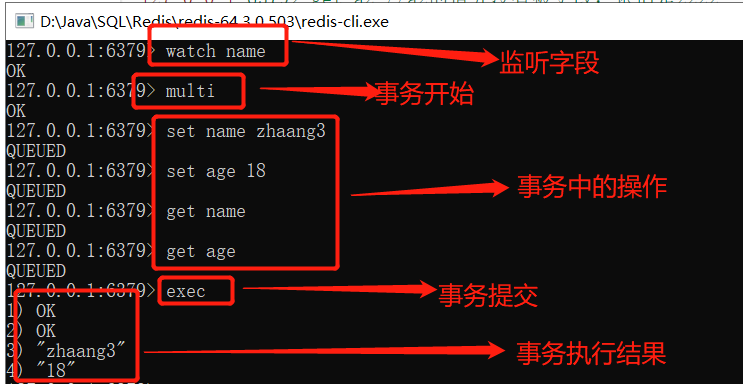 D:\Java\SQL\Redis\redis-64.3.0.503\redis-cli.exe
127.0.0.1:6379> watch name
监听字段
OK
127.0.0.1:6379> multi
事务开始
OK
127.0.0.1:6379> set name zhaang3
QUEUED
127.0.0.1:6379> set age 18
QUEUED
事务中的操作
127.0.0.1:6379> get name
QUEUED
127.0.0.1:6379> get age
QUEUED
127.0.0.1:6379> exec
事务提交
1) OK
2) OK
3) "zhaang3"
事务执行结果
4) "18"